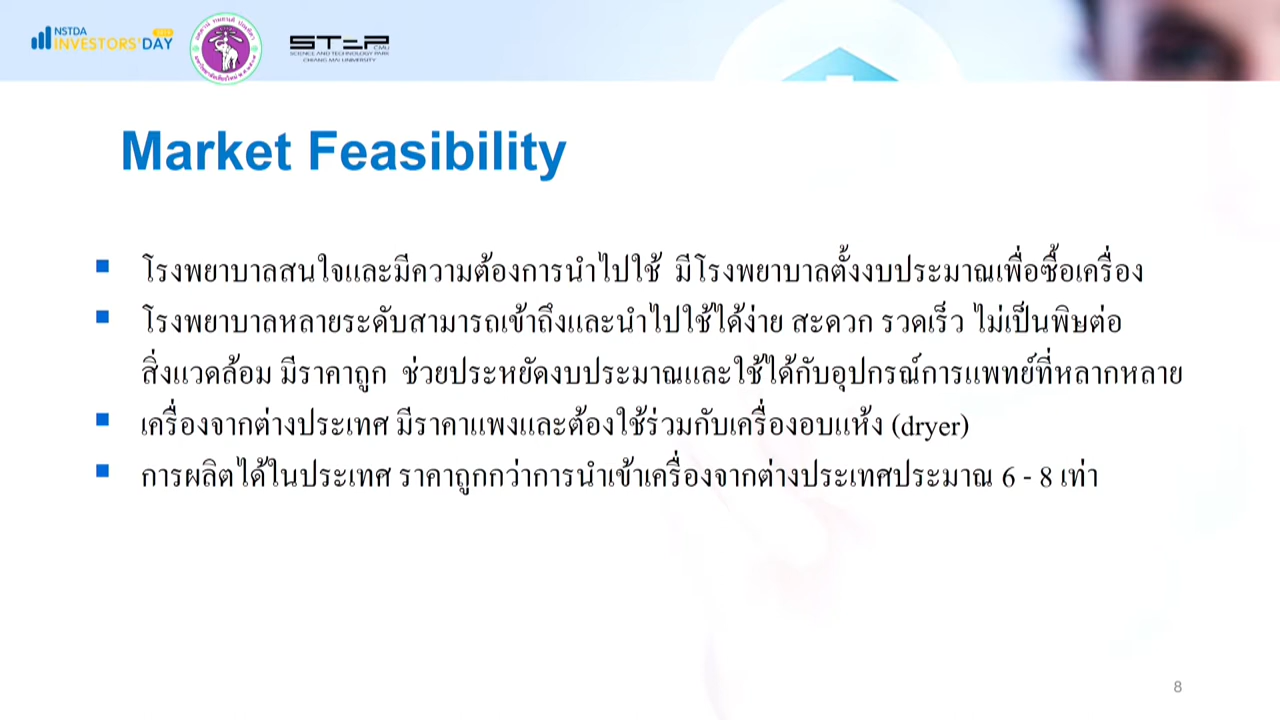 NSTDA
INVESTORS' DAY
STEP CMU
SCIENCE AND TECHNOLOGY PARK
CHIANG MAI UNIVERSITY
Market Feasibility
โรงพยาบาลสนใจและมีความต้องการนำไปใช้ มีโรงพยาบาลตั้งงบประมาณเพื่อซื้อเครื่อง
โรงพยาบาลหลายระดับสามารถเข้าถึงและนำไปใช้ได้ง่าย สะดวก รวดเร็ว ไม่เป็นพิษต่อ
สิ่งแวดล้อม มีราคาถูก ช่วยประหยัดงบประมาณและใช้ได้กับอุปกรณ์การแพทย์ที่หลากหลาย
เครื่องจากต่างประเทศ มีราคาแพงและต้องใช้ร่วมกับเครื่องอบแห้ง (dryer)
การผลิตได้ในประเทศ ราคาถูกกว่าการนำเข้าเครื่องจากต่างประเทศประมาณ 6 - 8 เท่า
8